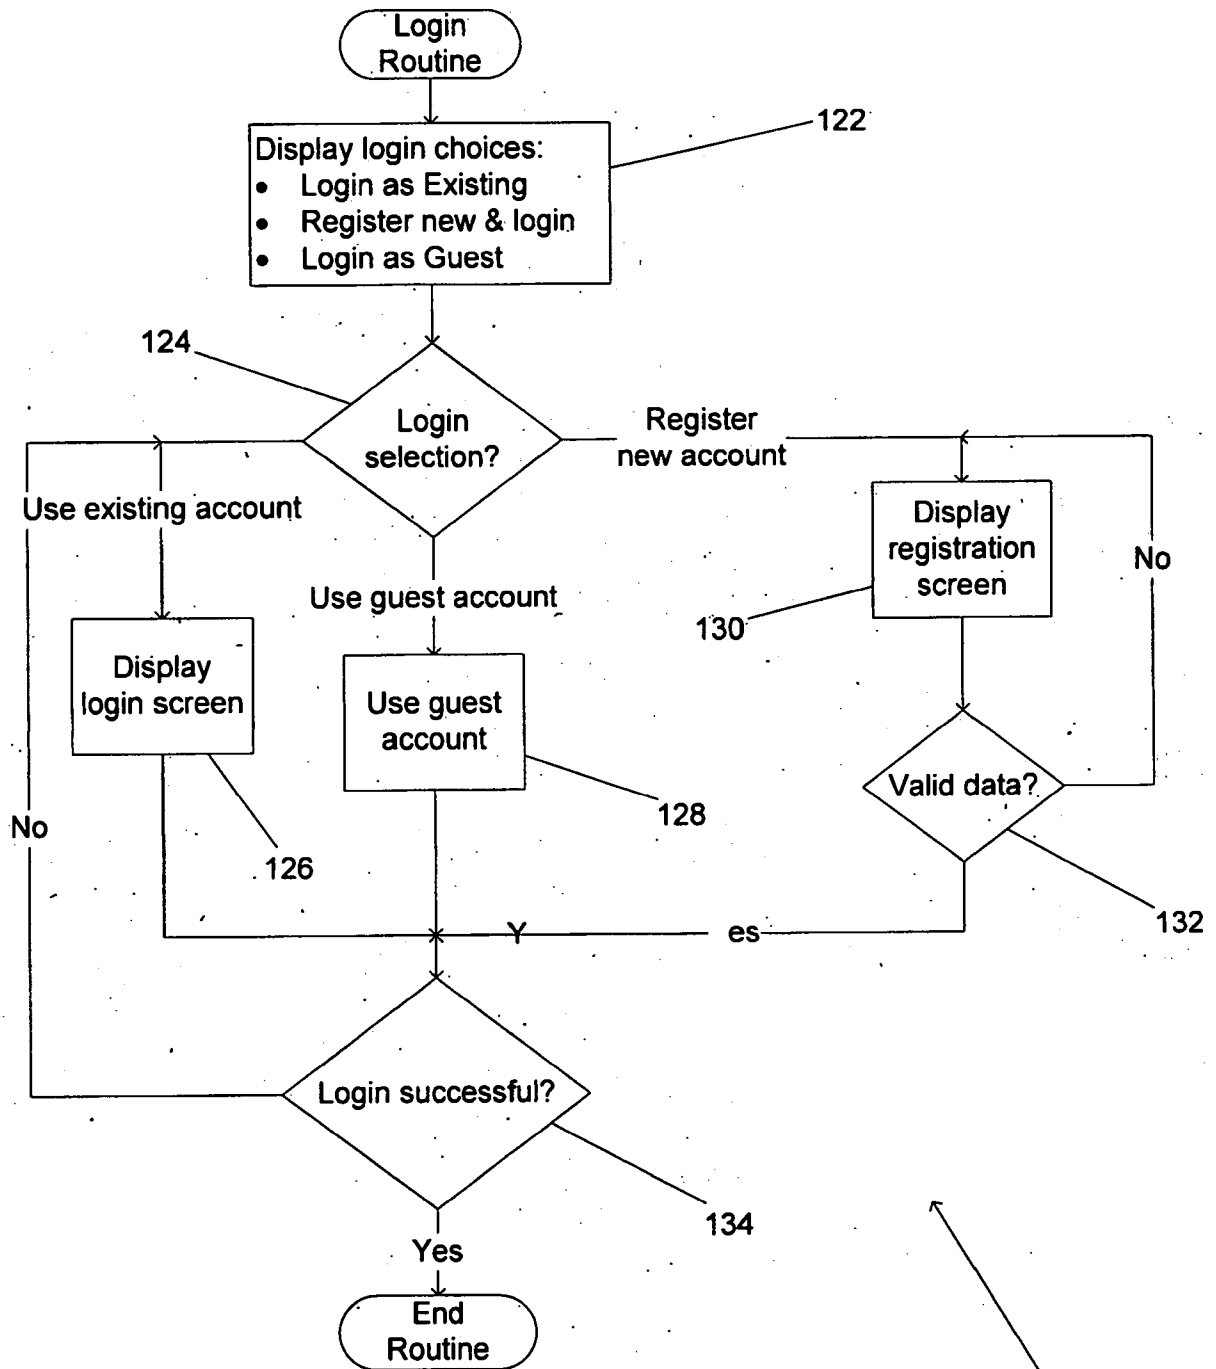 Login
Routine
122
Display login choices:
• Login as Existing
• Register new & login
• Login as Guest
124
Login
selection?
Register
new account
Use existing account
Display
registration
screen
No
Use guest account
130
Display
login screen
Use guest
account
Valid data?
No
128
126
132
Y es
Login successful?
134
Yes
End
Routine